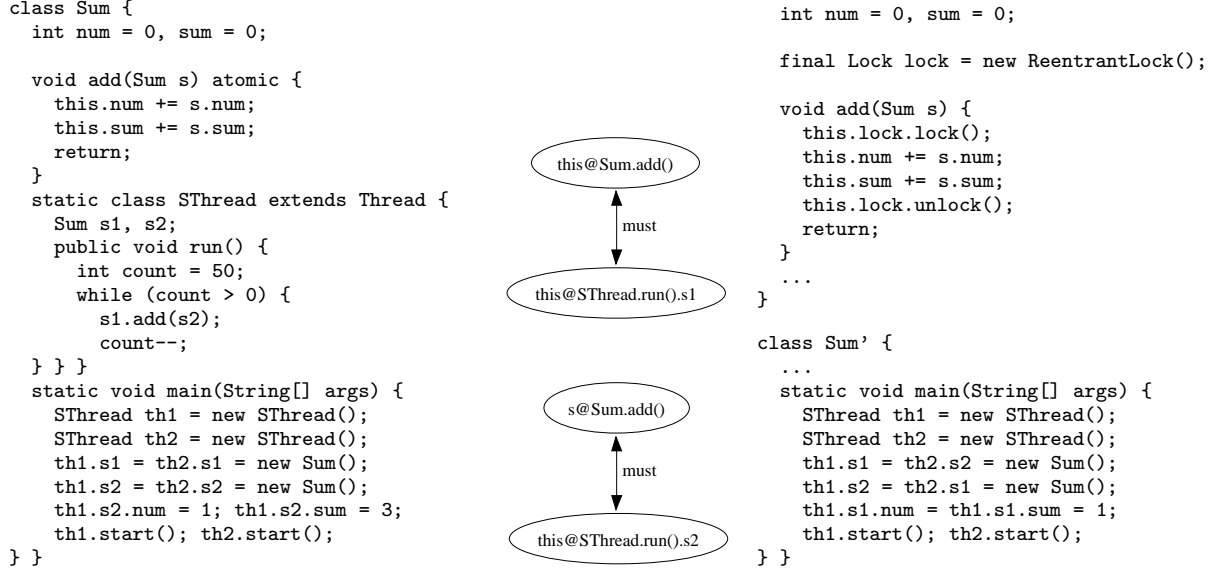 class Sum {
  int num = 0, sum = 0;

  void add(Sum s) atomic {
    this.num += s.num;
    this.sum += s.sum;
    return;
  }
  static class SThread extends Thread {
    Sum s1, s2;
    public void run() {
      int count = 50;
      while (count > 0) {
        s1.add(s2);
        count--;
  } } }
  static void main(String[] args) {
    SThread th1 = new SThread();
    SThread th2 = new SThread();
    th1.s1 = th2.s1 = new Sum();
    th1.s2 = th2.s2 = new Sum();
    th1.s2.num = 1; th1.s2.sum = 3;
    th1.start(); th2.start();
} }
this@Sum.add()
must
this@SThread.run().s1
s@Sum.add()
must
this@SThread.run().s2
  int num = 0, sum = 0;

  final Lock lock = new ReentrantLock();

  void add(Sum s) {
    this.lock.lock();
    this.num += s.num;
    this.sum += s.sum;
    this.lock.unlock();
    return;
  }
  ...
}

class Sum’ {
  ...
  static void main(String[] args) {
    SThread th1 = new SThread();
    SThread th2 = new SThread();
    th1.s1 = th2.s2 = new Sum();
    th1.s2 = th2.s1 = new Sum();
    th1.s1.num = th1.s1.sum = 1;
    th1.start(); th2.start();
} }